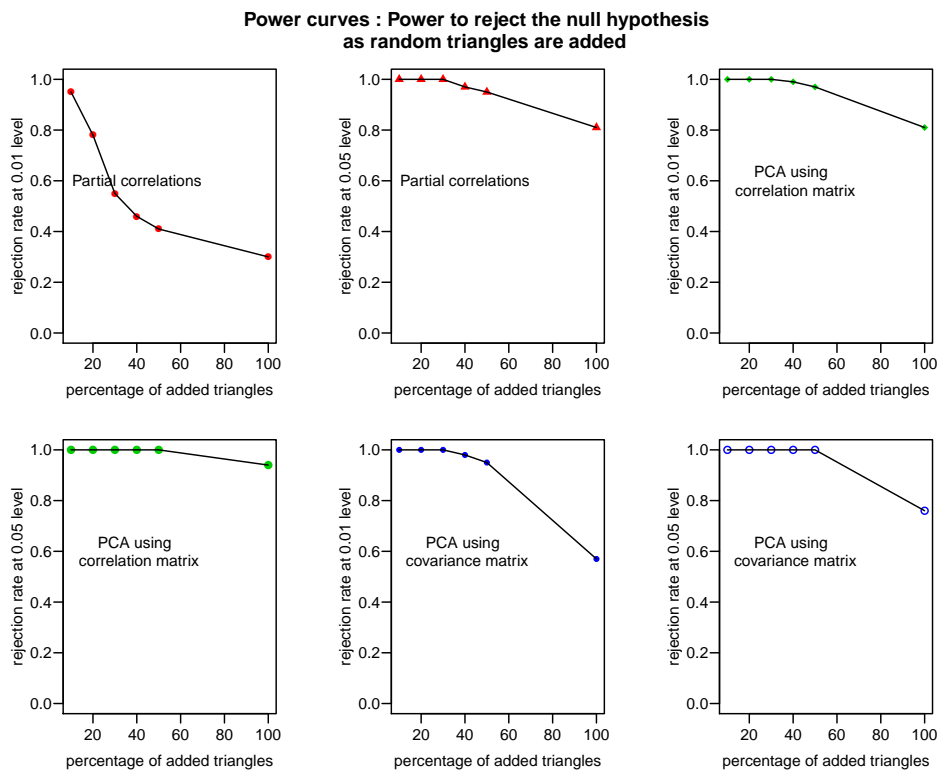 Power curves : Power to reject the null hypothesis
as random triangles are added
rejection rate at 0.01 level
1.0
0.8
0.6
0.4
0.2
0.0
Partial correlations
20 40 60 80 100
percentage of added triangles
rejection rate at 0.05 level
1.0
0.8
0.6
0.4
0.2
0.0
Partial correlations
20 40 60 80 100
percentage of added triangles
rejection rate at 0.01 level
1.0
0.8
0.6
0.4
0.2
0.0
PCA using
correlation matrix
20 40 60 80 100
percentage of added triangles
rejection rate at 0.05 level
1.0
0.8
0.6
0.4
0.2
0.0
PCA using
correlation matrix
20 40 60 80 100
percentage of added triangles
rejection rate at 0.01 level
1.0
0.8
0.6
0.4
0.2
0.0
PCA using
covariance matrix
20 40 60 80 100
percentage of added triangles
rejection rate at 0.05 level
1.0
0.8
0.6
0.4
0.2
0.0
PCA using
covariance matrix
20 40 60 80 100
percentage of added triangles